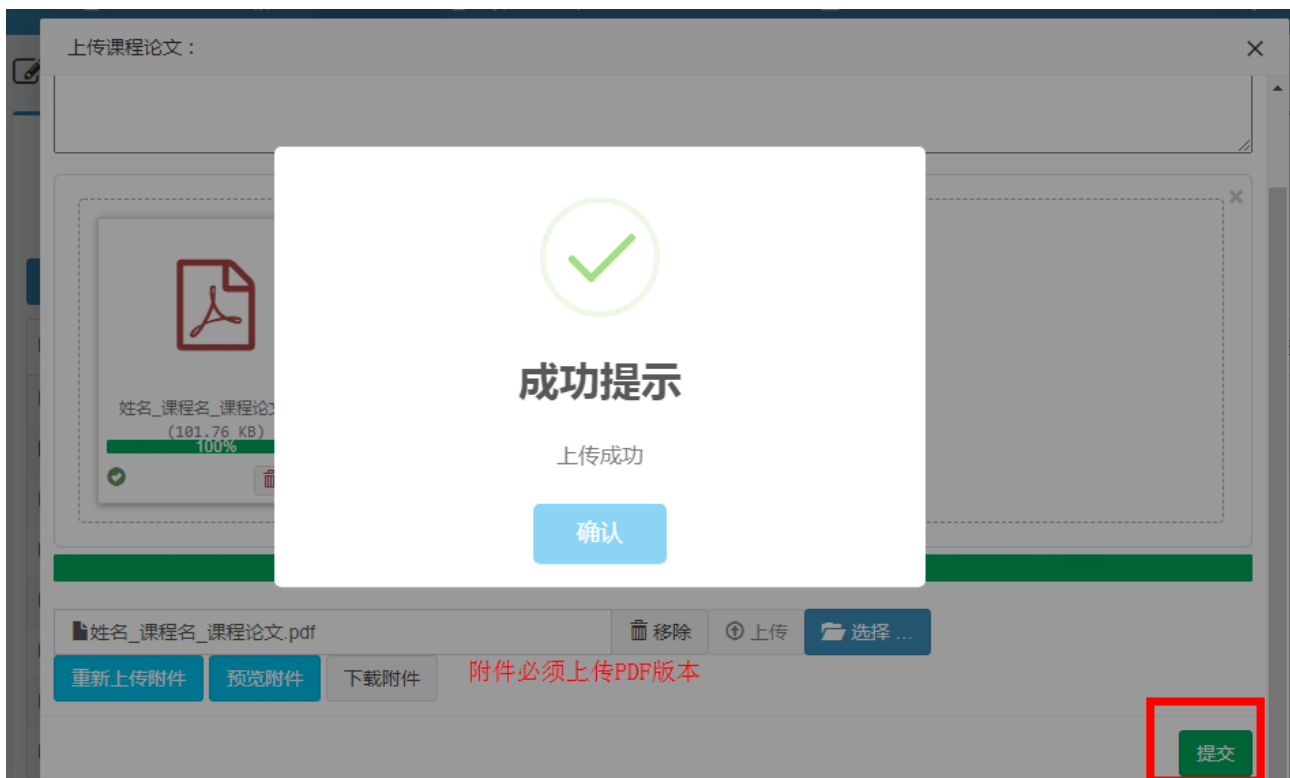 上传课程论文：
姓名_课程名_课程论
(101.76 KB)
100%
成功提示
上传成功
确认
姓名_课程名_课程论文.pdf
移除
上传
选择 ...
重新上传附件
预览附件
下载附件
附件必须上传PDF版本
提交